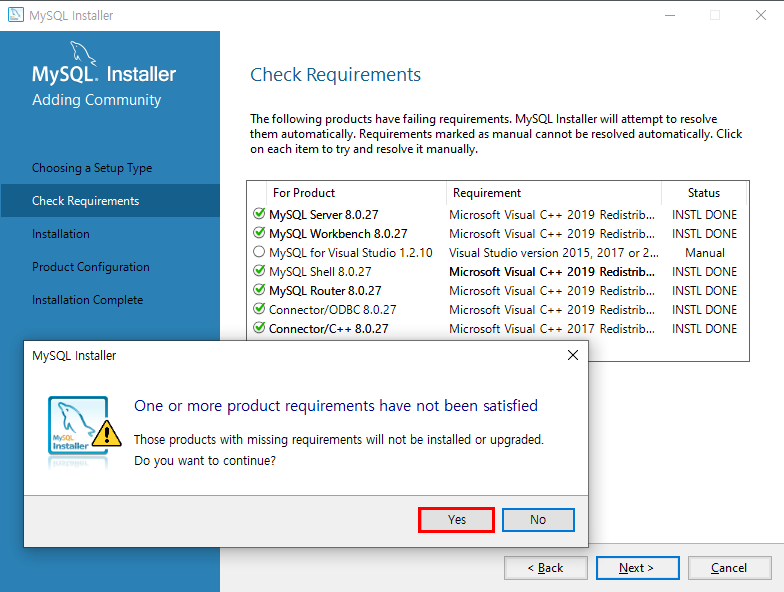 MySQL Installer
MySQL. Installer
Adding Community
Choosing a Setup Type
Check Requirements
Installation
Product Configuration
Installation Complete
Check Requirements
The following products have failing requirements. MySQL Installer will attempt to resolve
them automatically. Requirements marked as manual cannot be resolved automatically. Click
on each item to try and resolve it manually.
For Product Requirement Status
MySQL Server 8.0.27 Microsoft Visual C++ 2019 Redistrib... INSTL DONE
MySQL Workbench 8.0.27 Microsoft Visual C++ 2019 Redistrib... INSTL DONE
MySQL for Visual Studio 1.2.10 Visual Studio version 2015, 2017 or 2... Manual
MySQL Shell 8.0.27 Microsoft Visual C++ 2019 Redistrib... INSTL DONE
MySQL Router 8.0.27 Microsoft Visual C++ 2019 Redistrib... INSTL DONE
Connector/ODBC 8.0.27 Microsoft Visual C++ 2019 Redistrib... INSTL DONE
Connector/C++ 8.0.27 Microsoft Visual C++ 2017 Redistrib... INSTL DONE
MySQL Installer
One or more product requirements have not been satisfied
MySQL
Installer
Those products with missing requirements will not be installed or upgraded.
Do you want to continue?
Yes No
< Back Next > Cancel